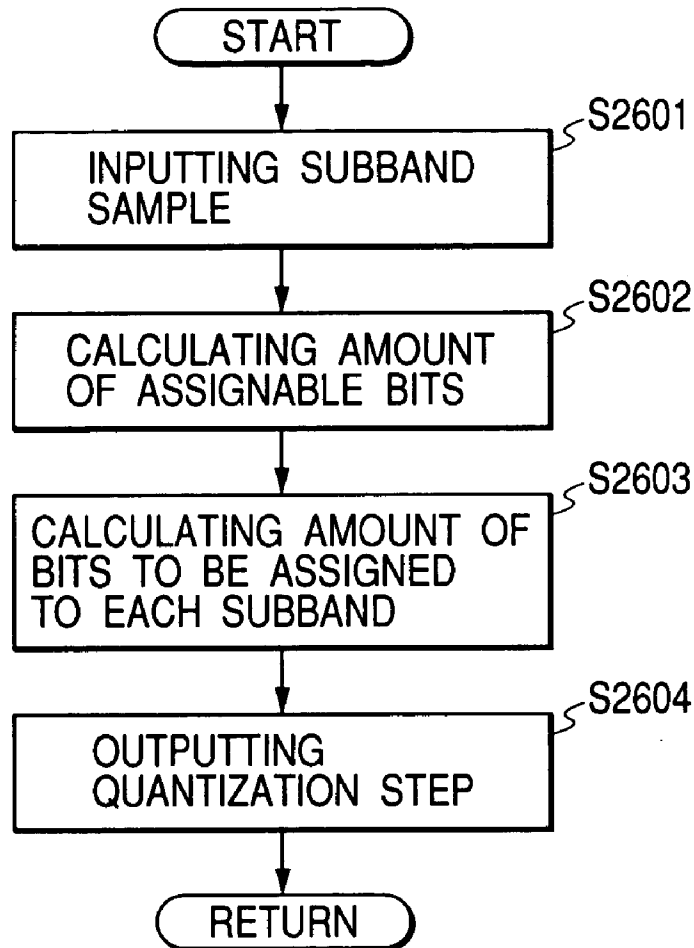 START
S2601
INPUTTING SUBBAND
SAMPLE
S2602
CALCULATING AMOUNT
OF ASSIGNABLE BITS
S2603
CALCULATING AMOUNT OF
BITS TO BE ASSIGNED
TO EACH SUBBAND
S2604
OUTPUTTING
QUANTIZATION STEP
RETURN